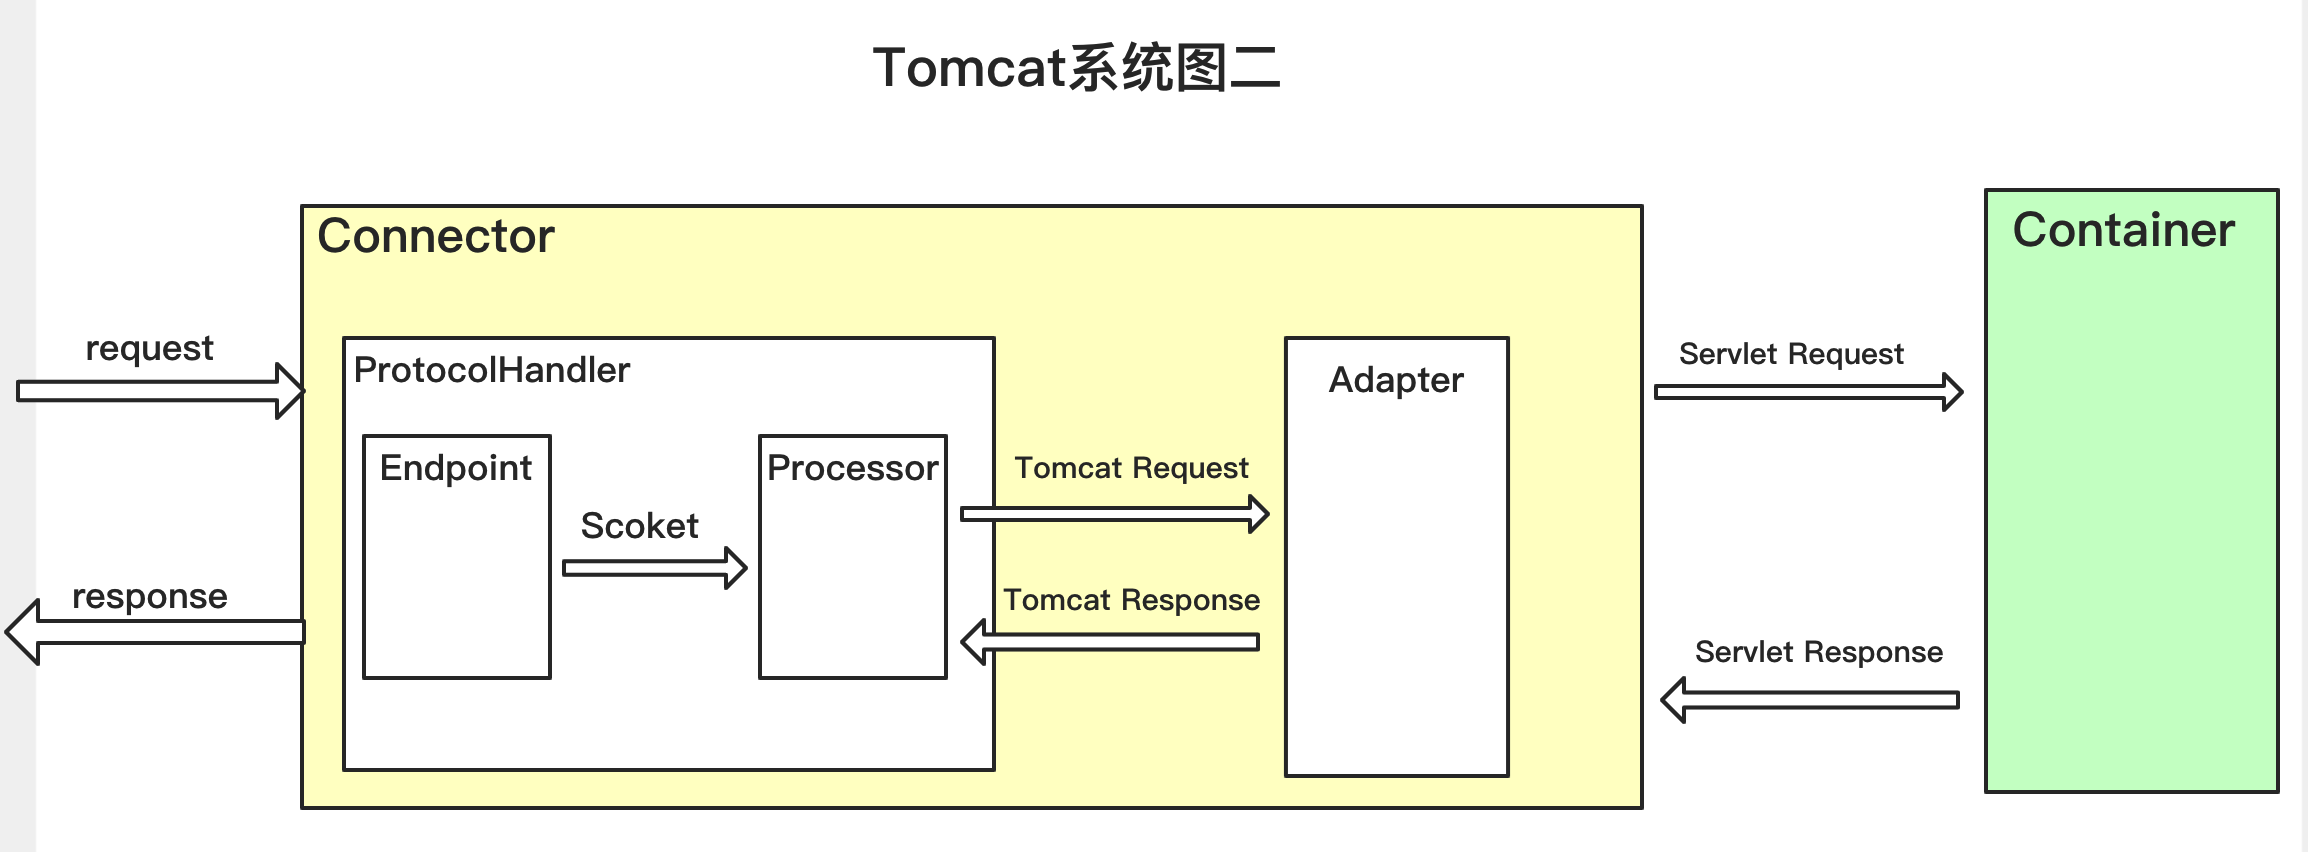 Tomcat系统图二
Connector
Container
request
ProtocolHandler
Adapter
Servlet Request
Endpoint
Processor
Tomcat Request
Scoket
response
Tomcat Response
Servlet Response